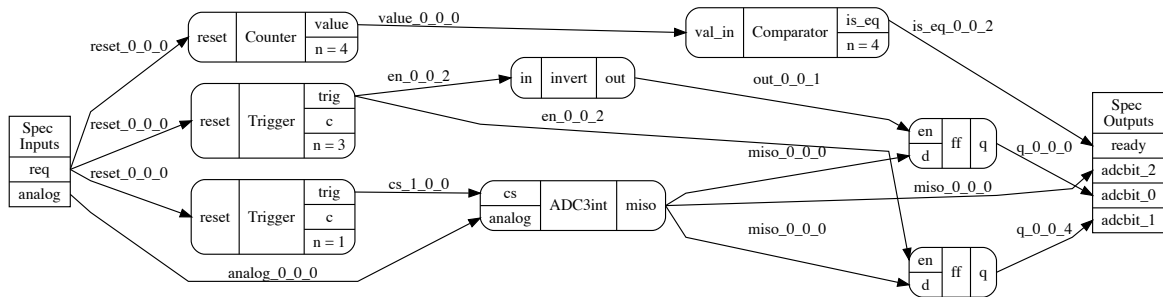 reset_0_0_0
reset
Counter
value
n = 4
value_0_0_0
val_in
Comparator
is_eq
n = 4
is_eq_0_0_2
en_0_0_2
in
invert
out
out_0_0_1
Spec
Inputs
req
analog
reset_0_0_0
reset
Trigger
trig
c
n = 3
en_0_0_2
en
d
ff
q
q_0_0_0
Spec
Outputs
ready
adcbit_2
adcbit_0
adcbit_1
reset_0_0_0
reset
Trigger
trig
c
n = 1
cs_1_0_0
cs
analog
ADC3int
miso
miso_0_0_0
miso_0_0_0
miso_0_0_0
analog_0_0_0
en
d
ff
q
q_0_0_4